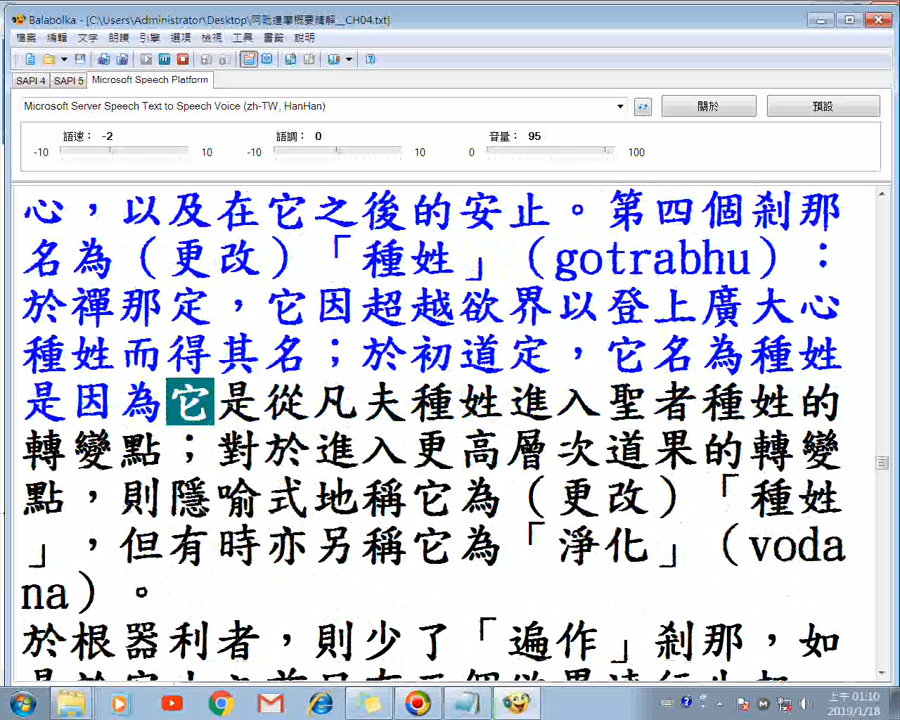 Balabolka - [C:\Users\Administrator\Desktop\阿毗達摩概要精解__CH04.txt]
檔案 編輯 文字 朗讀 引擎 選項 檢視 工具 書籤 說明
SAPI 4 SAPI 5 Microsoft Speech Platform
Microsoft Server Speech Text to Speech Voice (zh-TW, HanHan) 關於 預設
語速： -2 語調： 0 音量： 95
-10 10 -10 10 0 100
心，以及在它之後的安止。第四個剎那
名為（更改）「種姓」（gotrabhu）：
於禪那定，它因超越欲界以登上廣大心
種姓而得其名；於初道定，它名為種姓
是因為它是從凡夫種姓進入聖者種姓的
轉變點；對於進入更高層次道果的轉變
點，則隱喻式地稱它為（更改）「種姓
」，但有時亦另稱它為「淨化」（voda
na）。
於根器利者，則少了「遍作」剎那，如
上午 01:10
2019/1/18